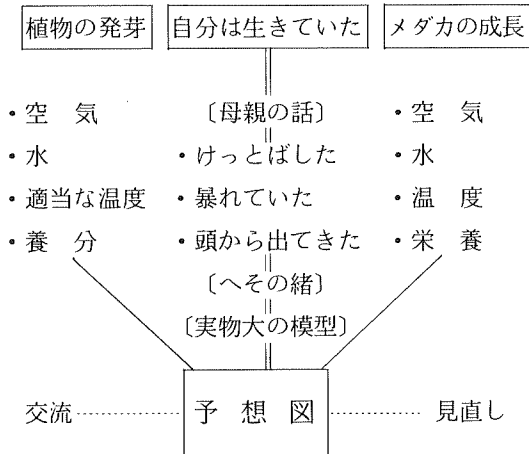 植物の発芽 自分は生きていた メダカの成長
・空気 〔母親の話〕 ・空気
・水 ・けっとばした ・水
・適当な温度 ・暴れていた ・温度
・養分 ・頭から出てきた ・栄養
〔へその緒〕
〔実物大の模型〕
交流 予想図 見直し